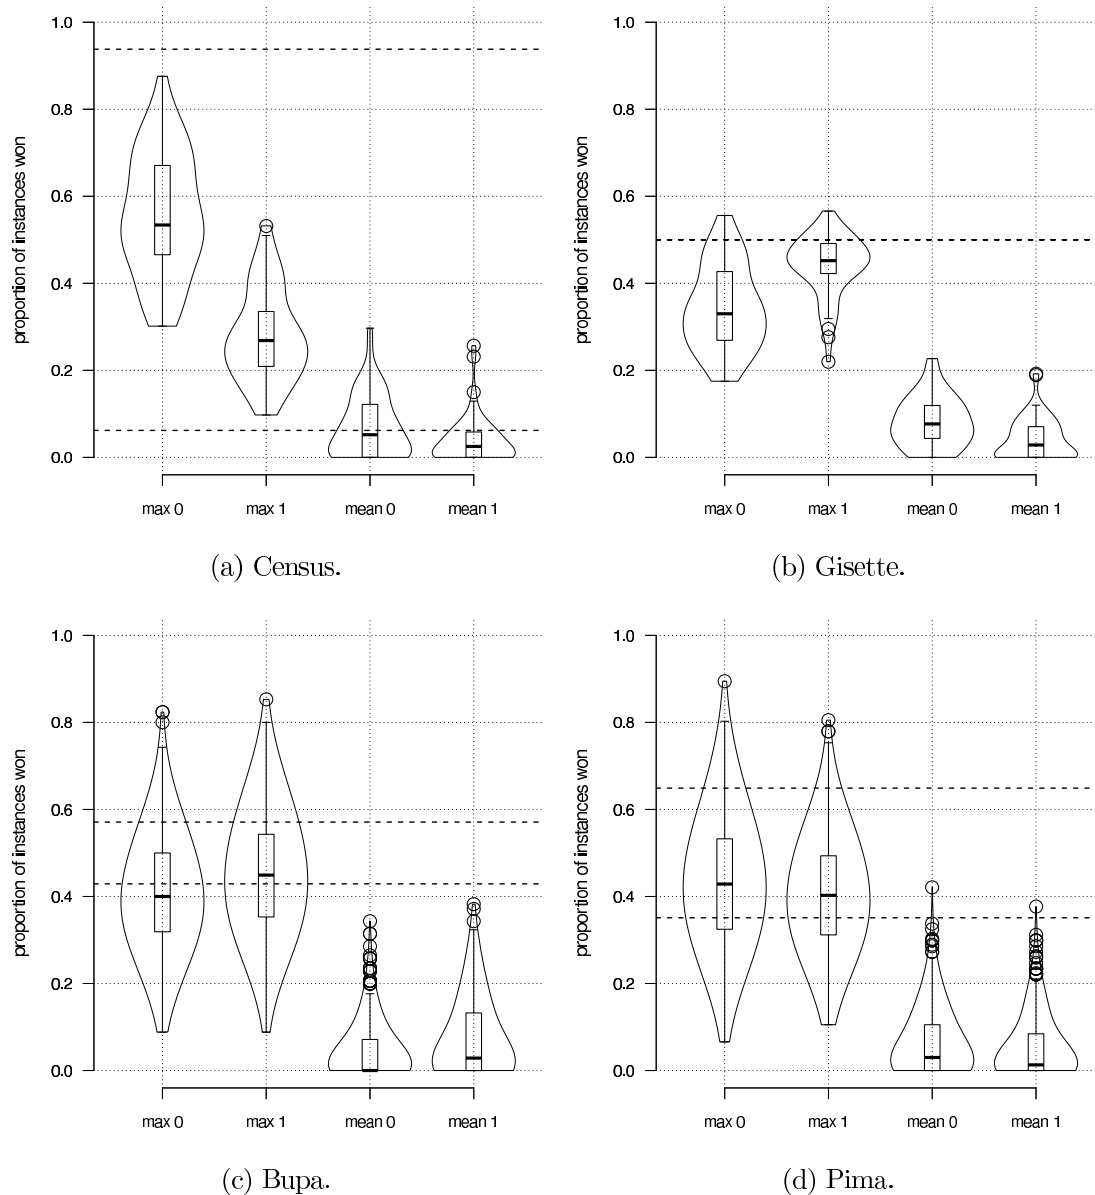 proportion of instances won
1.0
0.8
0.6
0.4
0.2
0.0
max 0 max 1 mean 0 mean 1
(a) Census.
proportion of instances won
1.0
0.8
0.6
0.4
0.2
0.0
max 0 max 1 mean 0 mean 1
(b) Gisette.
proportion of instances won
1.0
0.8
0.6
0.4
0.2
0.0
max 0 max 1 mean 0 mean 1
(c) Bupa.
proportion of instances won
1.0
0.8
0.6
0.4
0.2
0.0
max 0 max 1 mean 0 mean 1
(d) Pima.